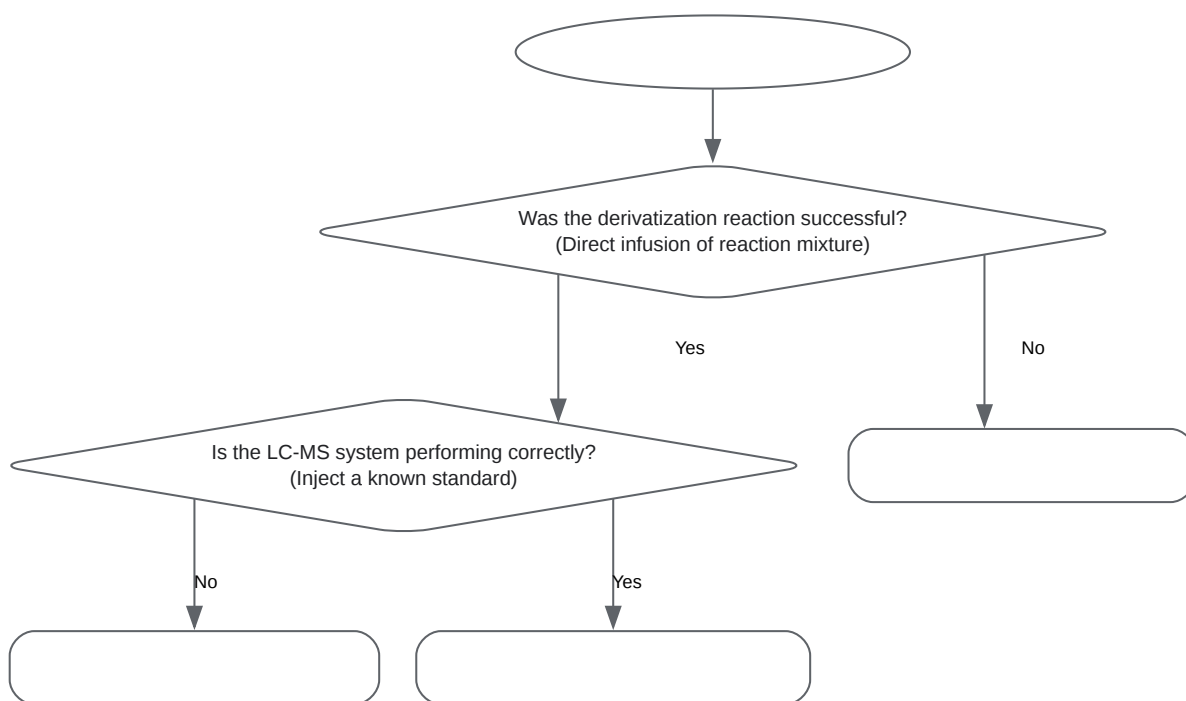 Was the derivatization reaction successful?
(Direct infusion of reaction mixture)
Yes
No
Is the LC-MS system performing correctly?
(Inject a known standard)
No
Yes